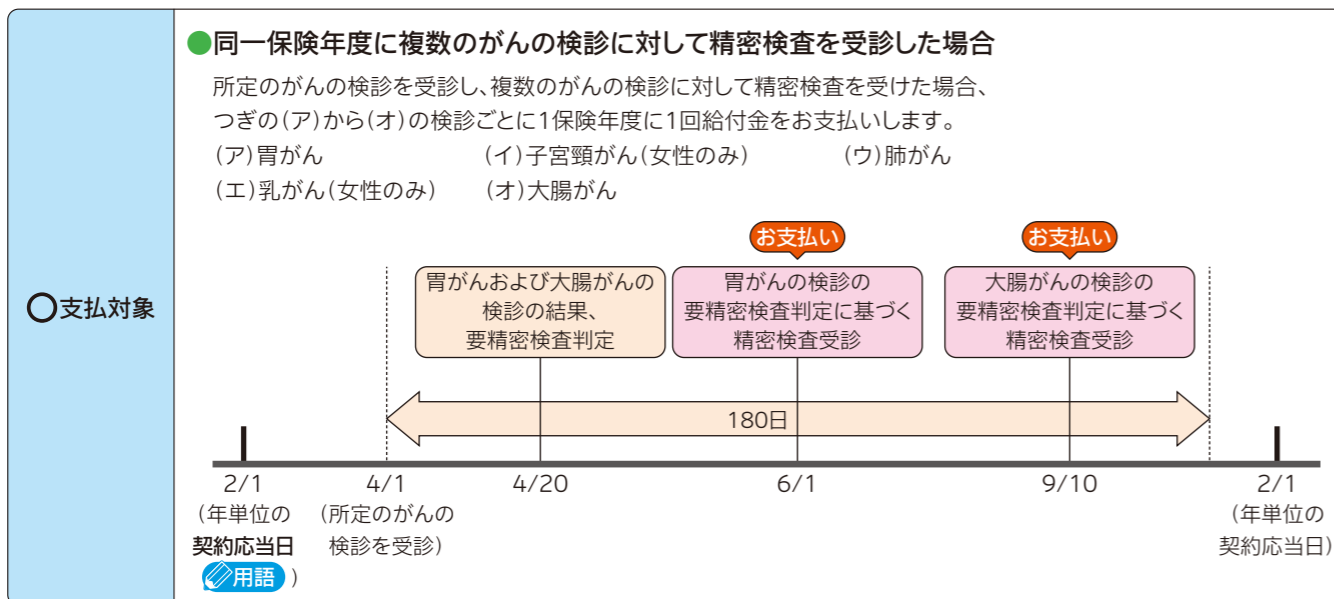 ●同一保険年度に複数のがんの検診に対して精密検査を受診した場合
所定のがんの検診を受診し、複数のがんの検診に対して精密検査を受けた場合、
つぎの(ア)から(オ)の検診ごとに1保険年度に1回給付金をお支払いします。
(ア)胃がん (イ)子宮頸がん(女性のみ) (ウ)肺がん
(エ)乳がん(女性のみ) (オ)大腸がん
○支払対象
お支払い
お支払い
胃がんおよび大腸がんの
検診の結果、
要精密検査判定
胃がんの検診の
要精密検査判定に基づく
精密検査受診
大腸がんの検診の
要精密検査判定に基づく
精密検査受診
180日
2/1
(年単位の
契約応当日
用語)
4/1
(所定のがんの
検診を受診)
4/20
6/1
9/10
2/1
(年単位の
契約応当日)